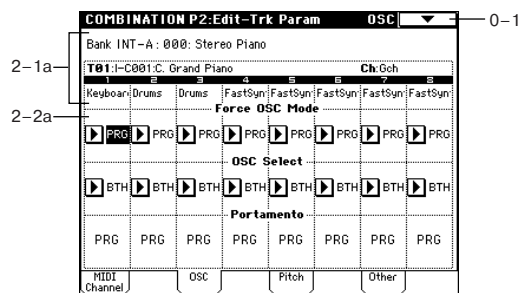 COMBINATION P2:Edit-Trk Param OSC
0-1
Bank INT-A: 000: Stereo Piano
2-1a
T01:I-C001:C. Grand Piano Ch:Gch
1 2 3 4 5 6 7 8
Keyboar Drums Drums FastSyn FastSyn FastSyn FastSyn FastSyn
2-2a
Force OSC Mode
PRG PRG PRG PRG PRG PRG PRG PRG
OSC Select
BTH BTH BTH BTH BTH BTH BTH BTH
Portamento
PRG PRG PRG PRG PRG PRG PRG PRG
MIDI Channel OSC Pitch Other